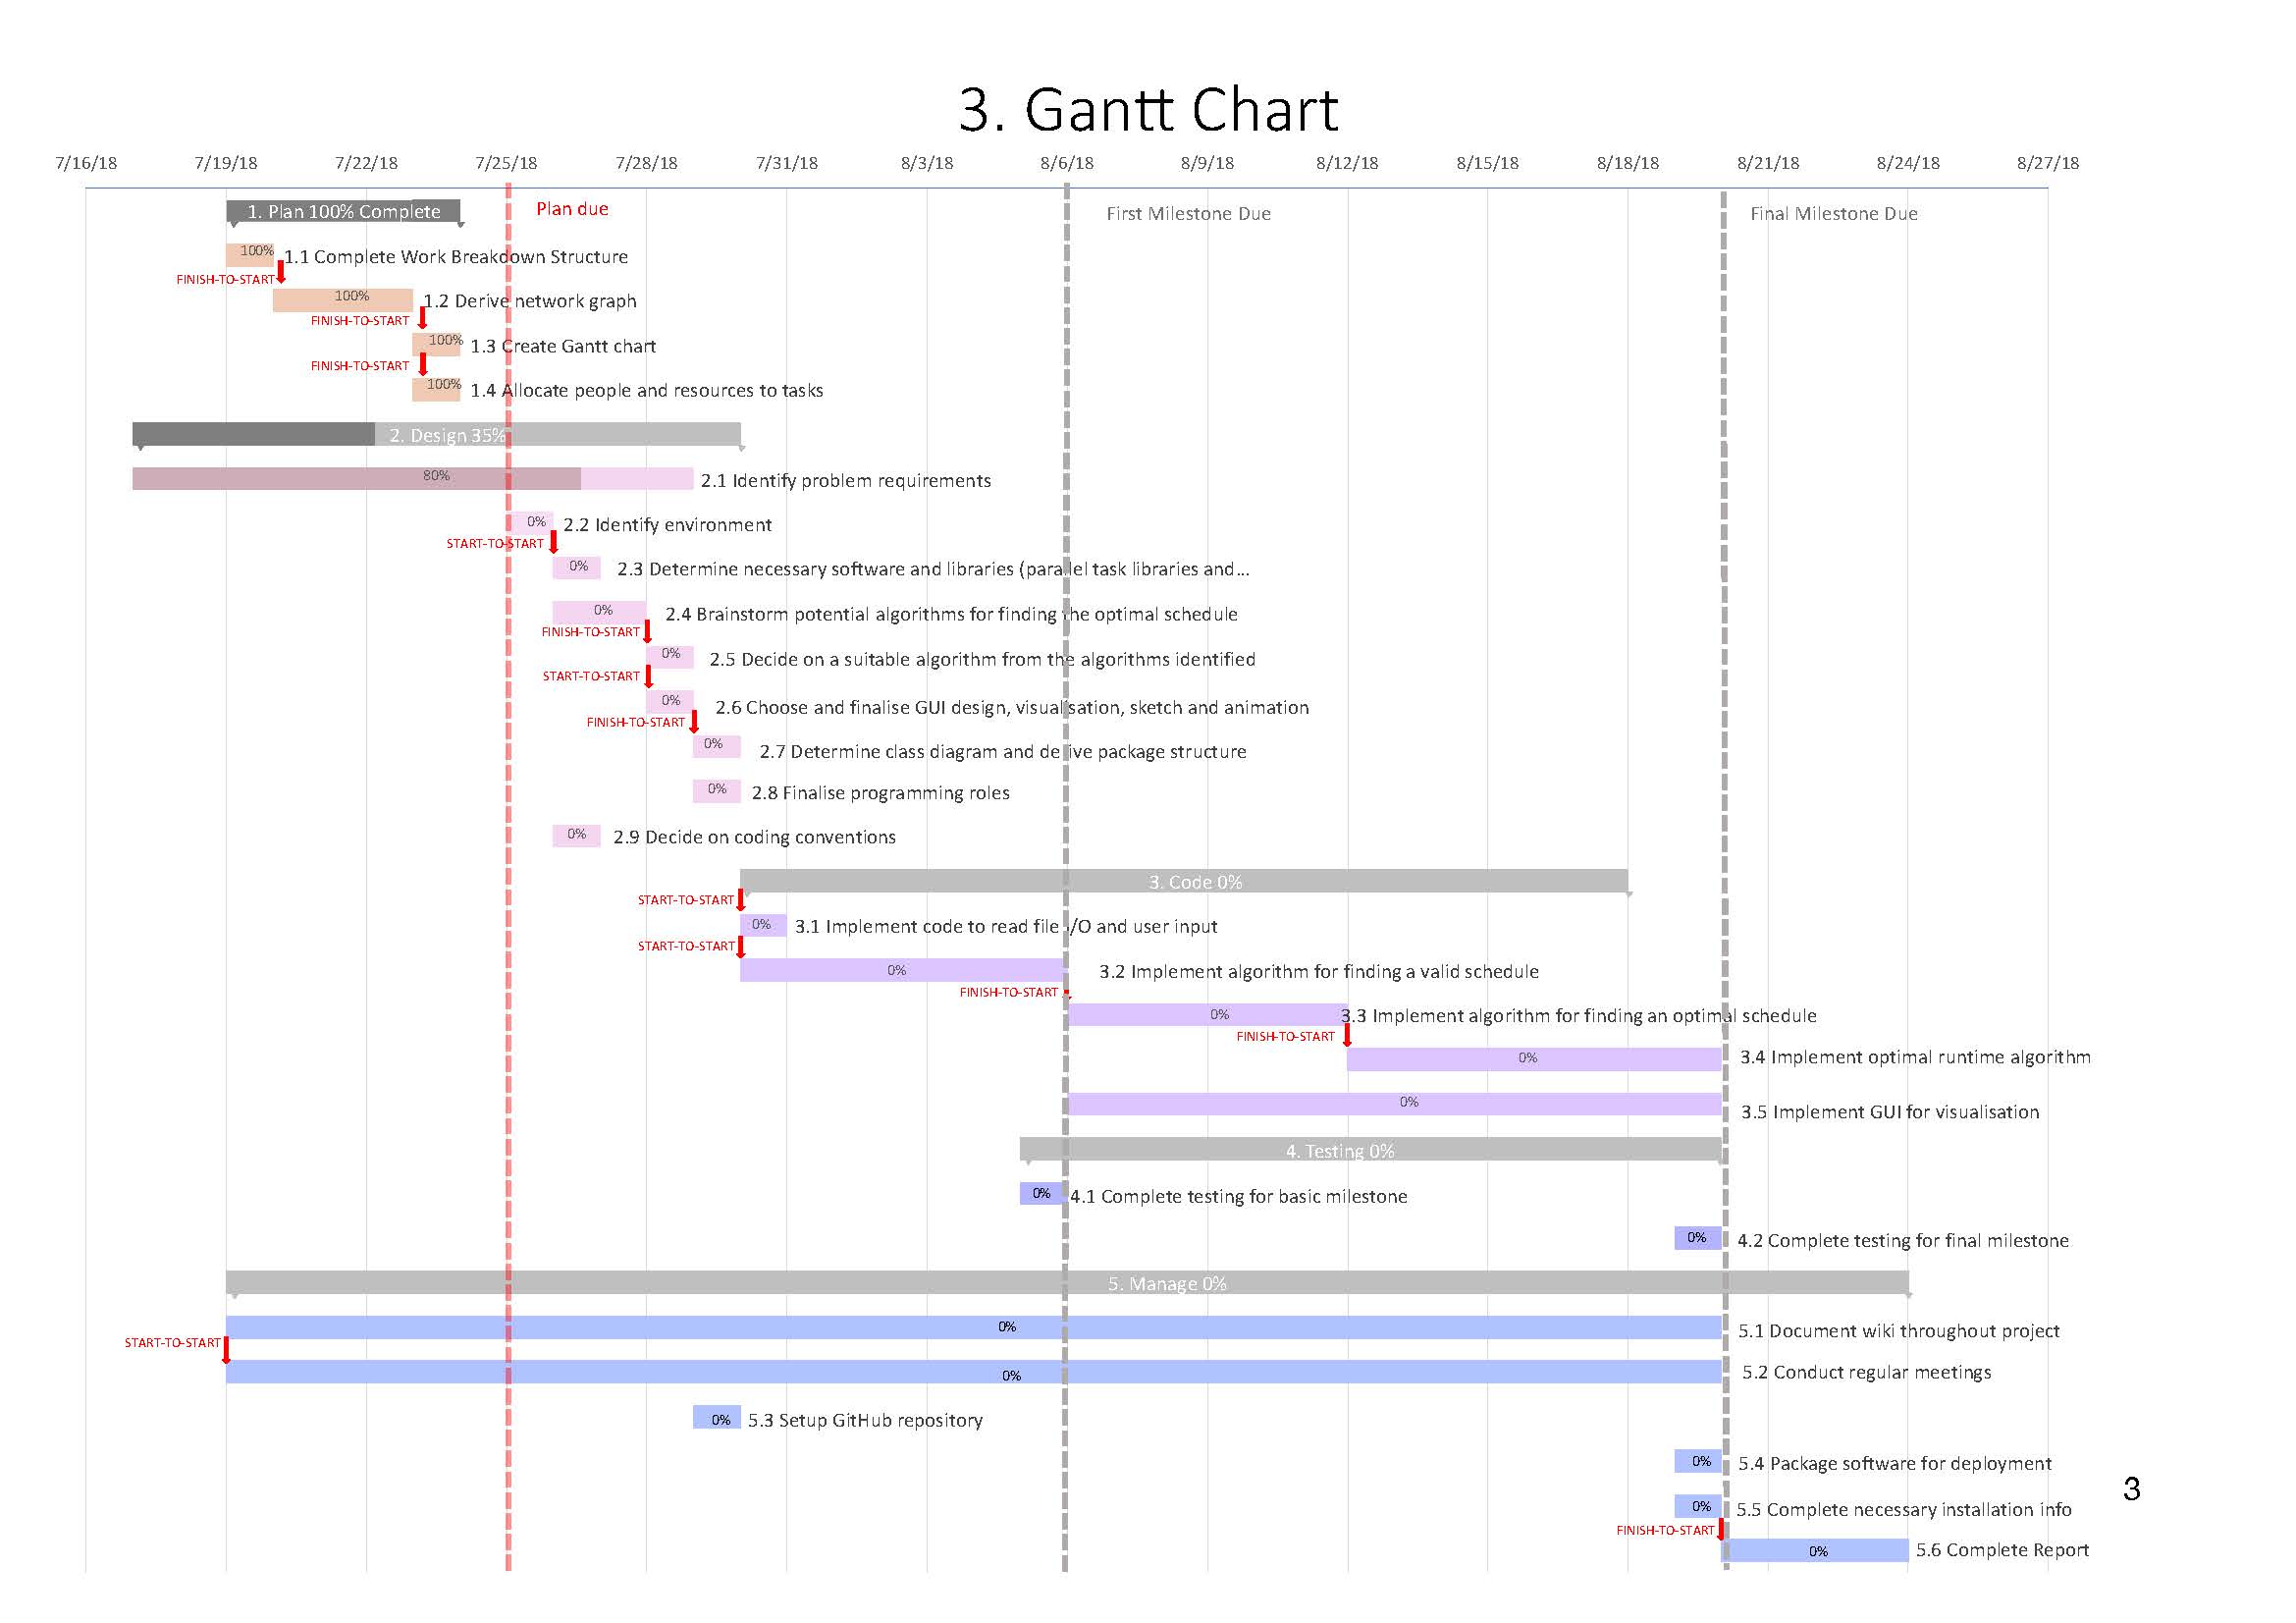 3. Gantt Chart
7/16/18 7/19/18 7/22/18 7/25/18 7/28/18 7/31/18 8/3/18 8/6/18 8/9/18 8/12/18 8/15/18 8/18/18 8/21/18 8/24/18 8/27/18
1. Plan 100% Complete Plan due First Milestone Due Final Milestone Due
100% 1.1 Complete Work Breakdown Structure
FINISH-TO-START
100% 1.2 Derive network graph
FINISH-TO-START
100% 1.3 Create Gantt chart
FINISH-TO-START
100% 1.4 Allocate people and resources to tasks
2. Design 35%
80% 2.1 Identify problem requirements
0% 2.2 Identify environment
START-TO-START
0% 2.3 Determine necessary software and libraries (parallel task libraries and...
0% 2.4 Brainstorm potential algorithms for finding the optimal schedule
FINISH-TO-START
0% 2.5 Decide on a suitable algorithm from the algorithms identified
START-TO-START
0% 2.6 Choose and finalise GUI design, visualisation, sketch and animation
FINISH-TO-START
0% 2.7 Determine class diagram and derive package structure
0% 2.8 Finalise programming roles
0% 2.9 Decide on coding conventions
3. Code 0%
START-TO-START
0% 3.1 Implement code to read file I/O and user input
START-TO-START
0% 3.2 Implement algorithm for finding a valid schedule
FINISH-TO-START
0% 3.3 Implement algorithm for finding an optimal schedule
FINISH-TO-START
0% 3.4 Implement optimal runtime algorithm
0% 3.5 Implement GUI for visualisation
4. Testing 0%
0% 4.1 Complete testing for basic milestone
0% 4.2 Complete testing for final milestone
5. Manage 0%
0% 5.1 Document wiki throughout project
START-TO-START
0% 5.2 Conduct regular meetings
0% 5.3 Setup GitHub repository
0% 5.4 Package software for deployment
3
0% 5.5 Complete necessary installation info
FINISH-TO-START
0% 5.6 Complete Report